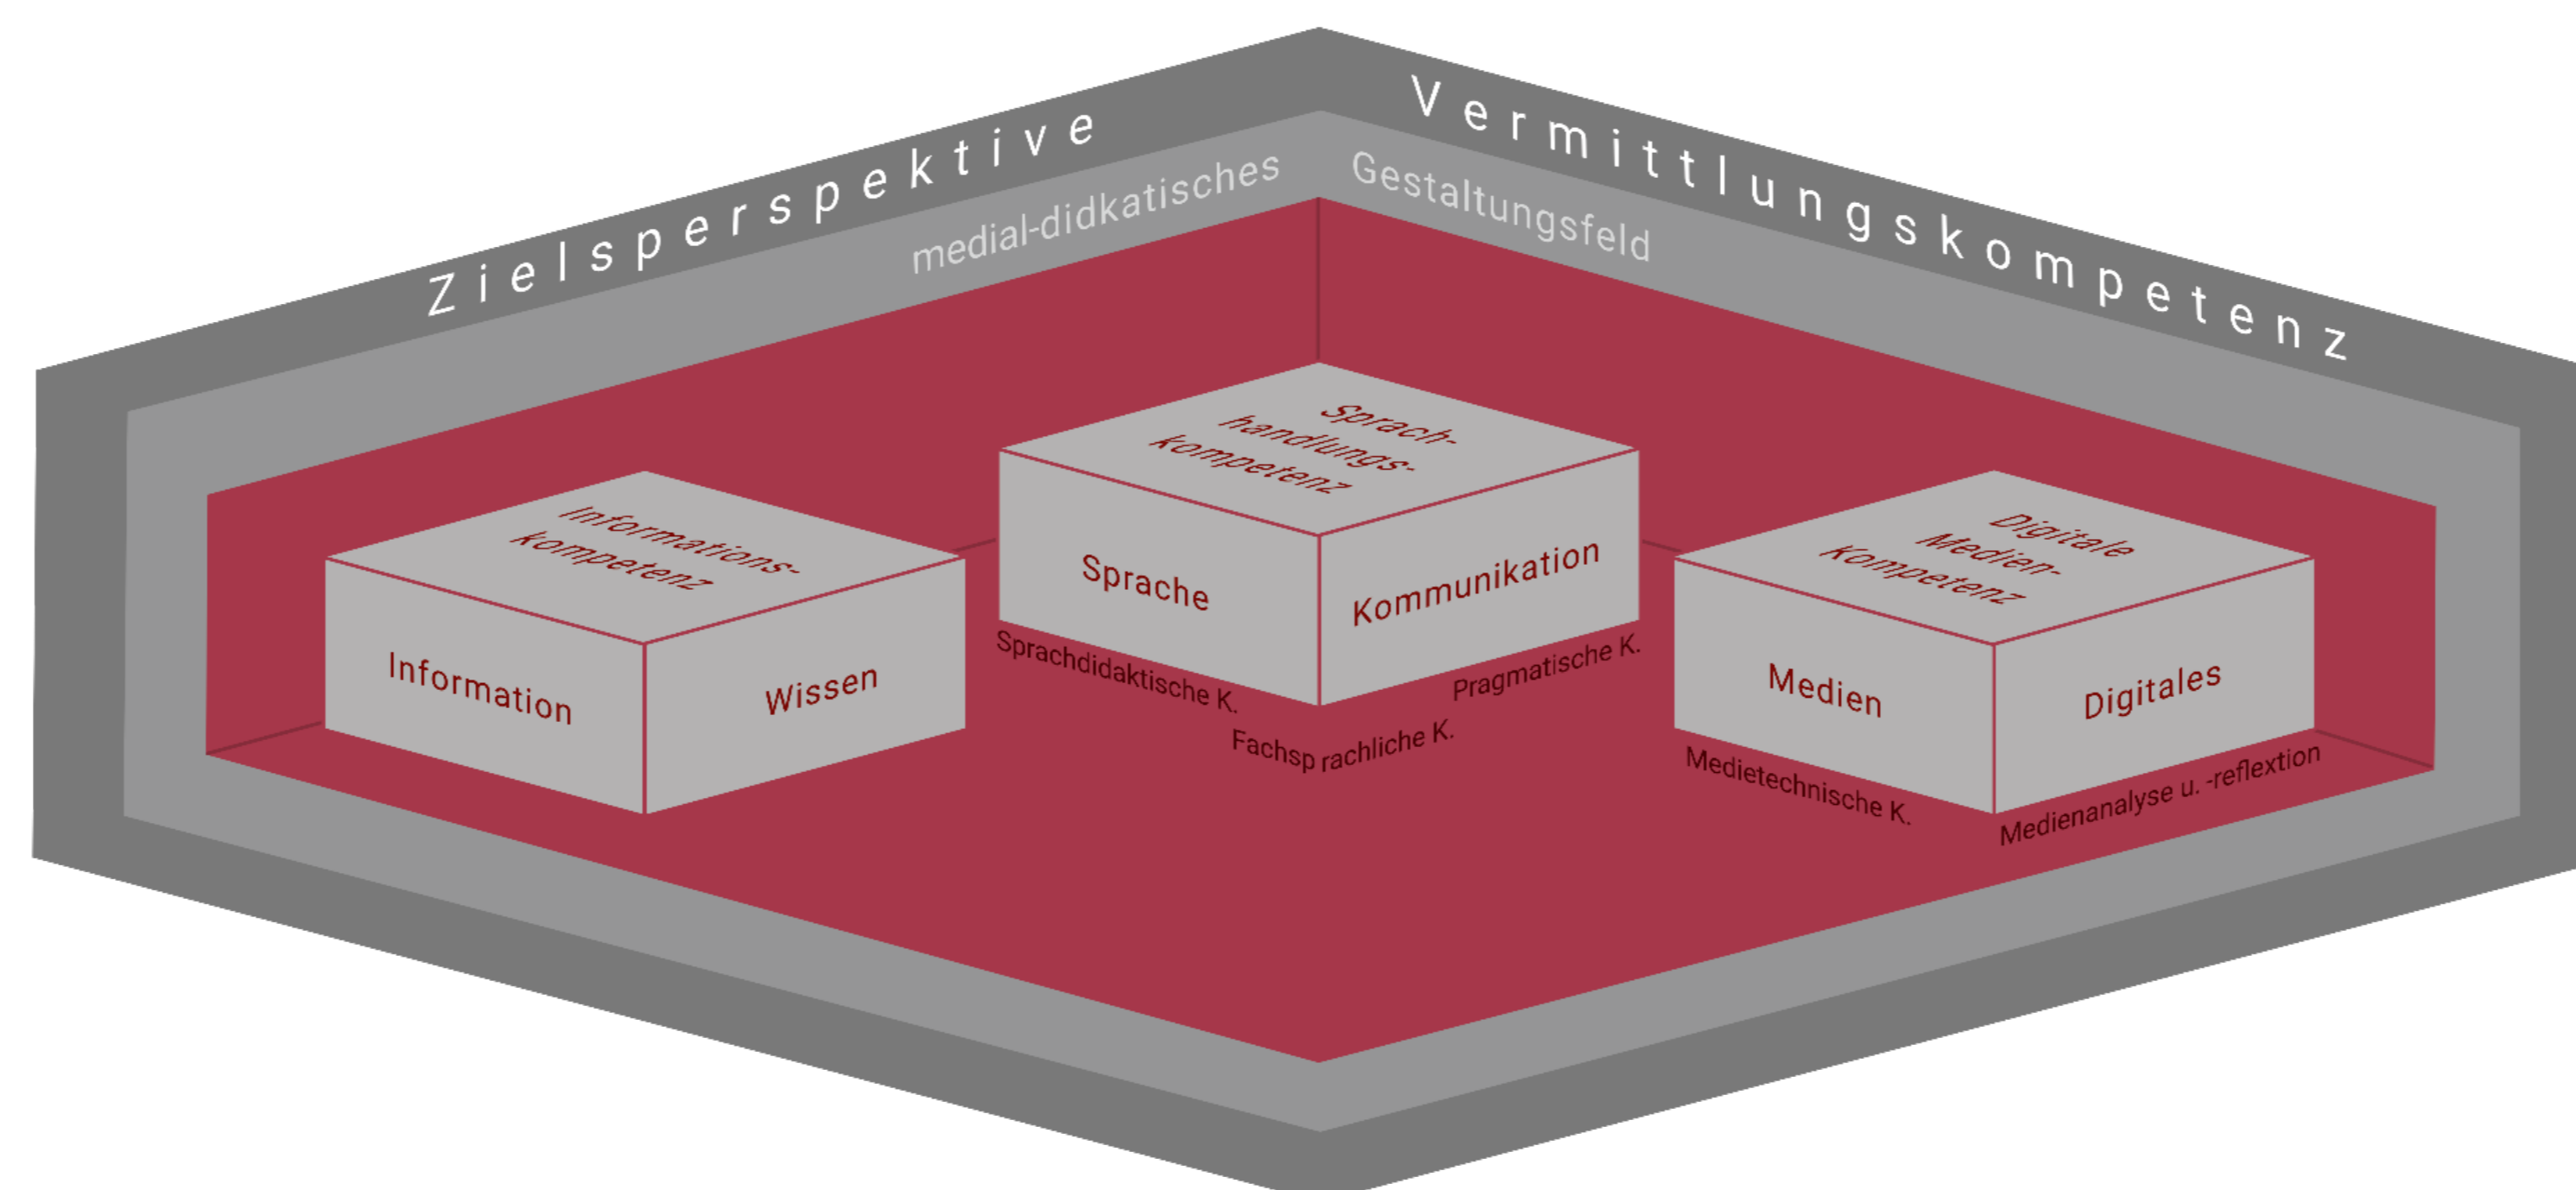 Zielsperspektive
Vermittlungskompetenz
medial-didkatisches
Gestaltungsfeld
Informations-
kompetenz
Information
Wissen
Sprach-
handlungs-
kompetenz
Sprache
Kommunikation
Sprachdidaktische K.
Fachsp rachliche K.
Pragmatische K.
Digitale
Medien-
Kompetenz
Medien
Digitales
Medietechnische K.
Medienanalyse u. -reflextion